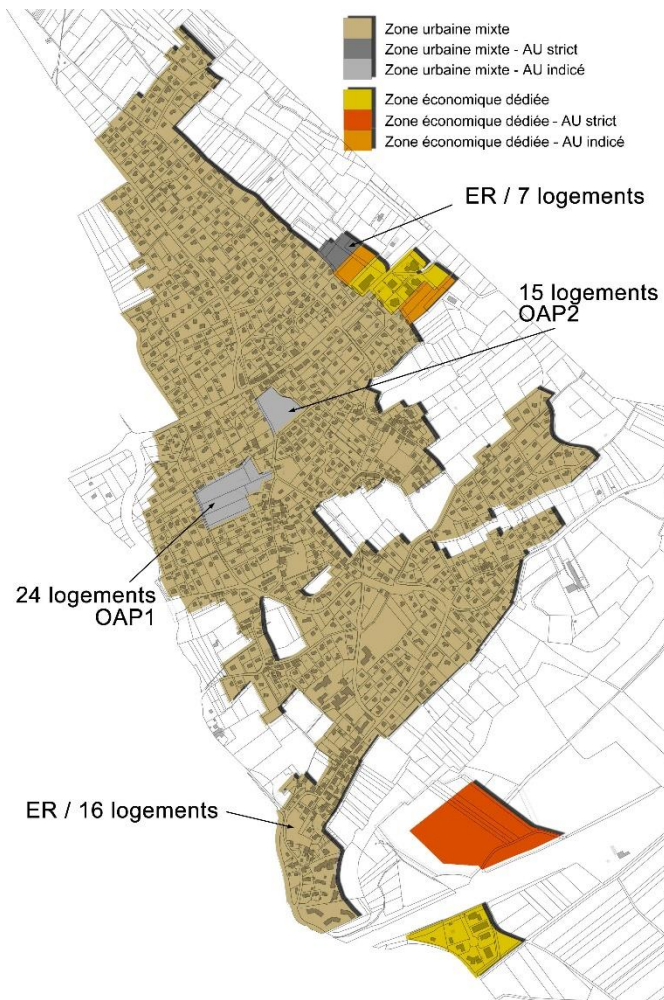 Zone urbaine mixte
Zone urbaine mixte - AU strict
Zone urbaine mixte - AU indicé
Zone économique dédiée
Zone économique dédiée - AU strict
Zone économique dédiée - AU indicé
ER / 7 logements
15 logements
OAP2
24 logements
OAP1
ER / 16 logements